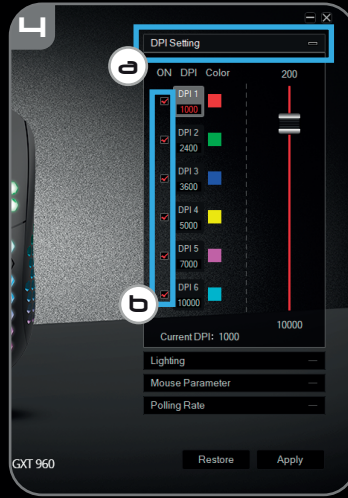 4
DPI Setting
a
ON DPI Color 200
DPI 1
1000
DPI 2
2400
DPI 3
3600
DPI 4
5000
DPI 5
7000
DPI 6
10000
b
10000
Current DPI: 1000
Lighting
Mouse Parameter
Polling Rate
GXT 960
Restore Apply